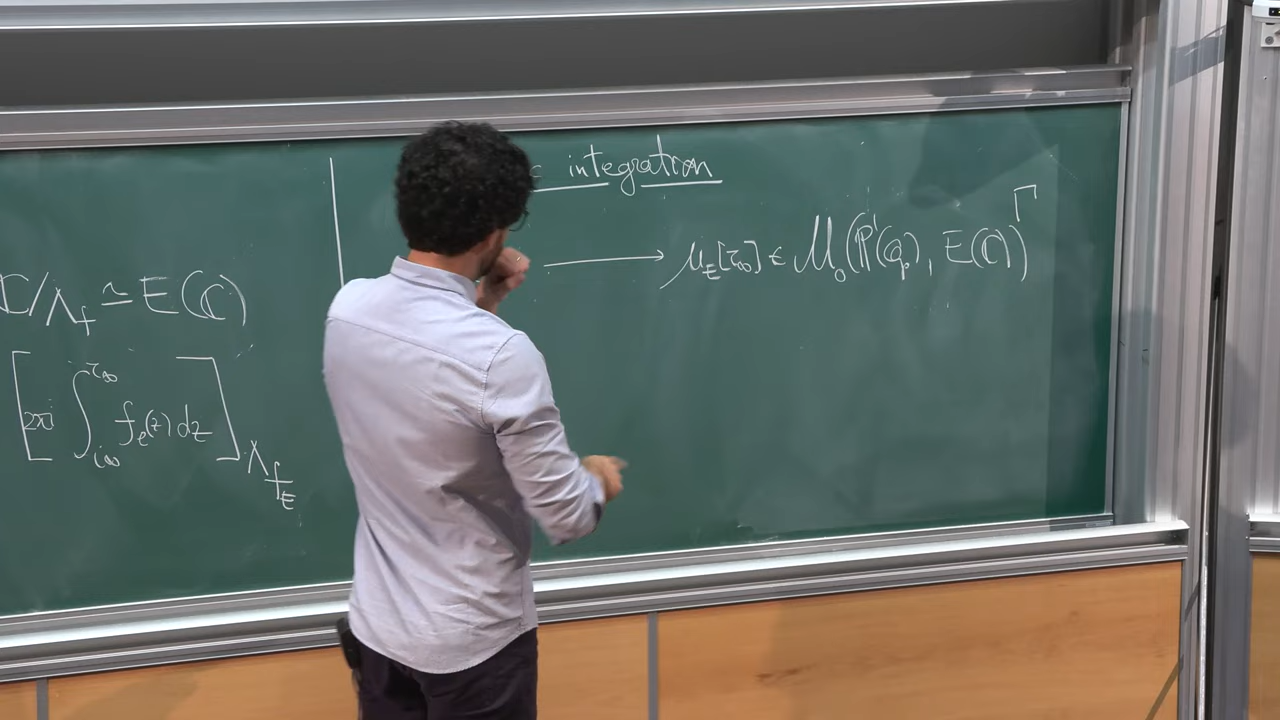 ℂ/Λ_f ≃ E(ℂ)
[2πi ∫_{i∞}^{τ_∞} f_E(z) dz]_{Λ_{f_E}}
integration
⟶ μ_E[τ_∞] ∈ ℳ_0(ℙ^1(ℚ_p), E(ℂ))^Γ